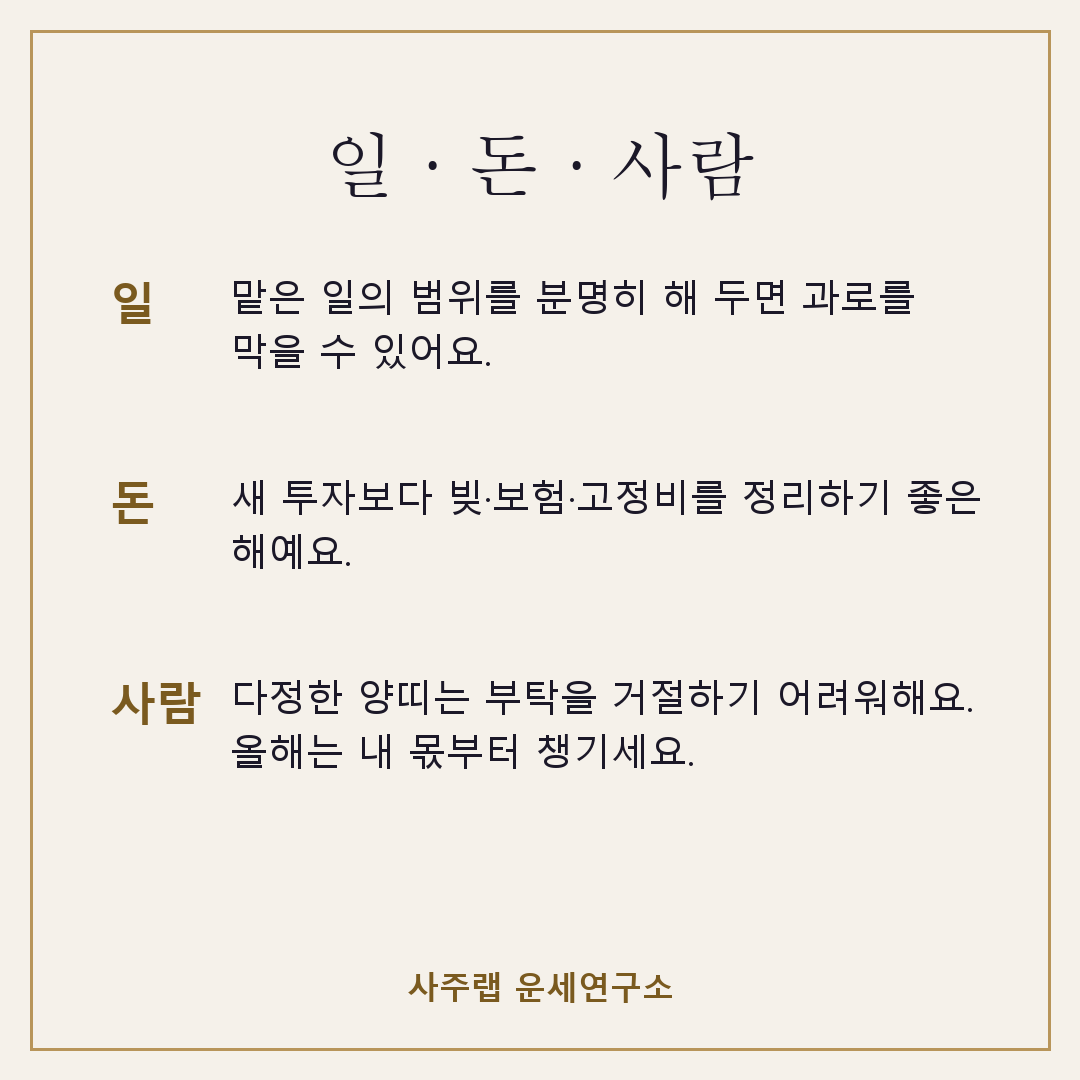 일 · 돈 · 사람
일
맡은 일의 범위를 분명히 해 두면 과로를
막을 수 있어요.
돈
새 투자보다 빚·보험·고정비를 정리하기 좋은
해예요.
사람
다정한 양띠는 부탁을 거절하기 어려워해요.
올해는 내 몫부터 챙기세요.
사주랩 운세연구소